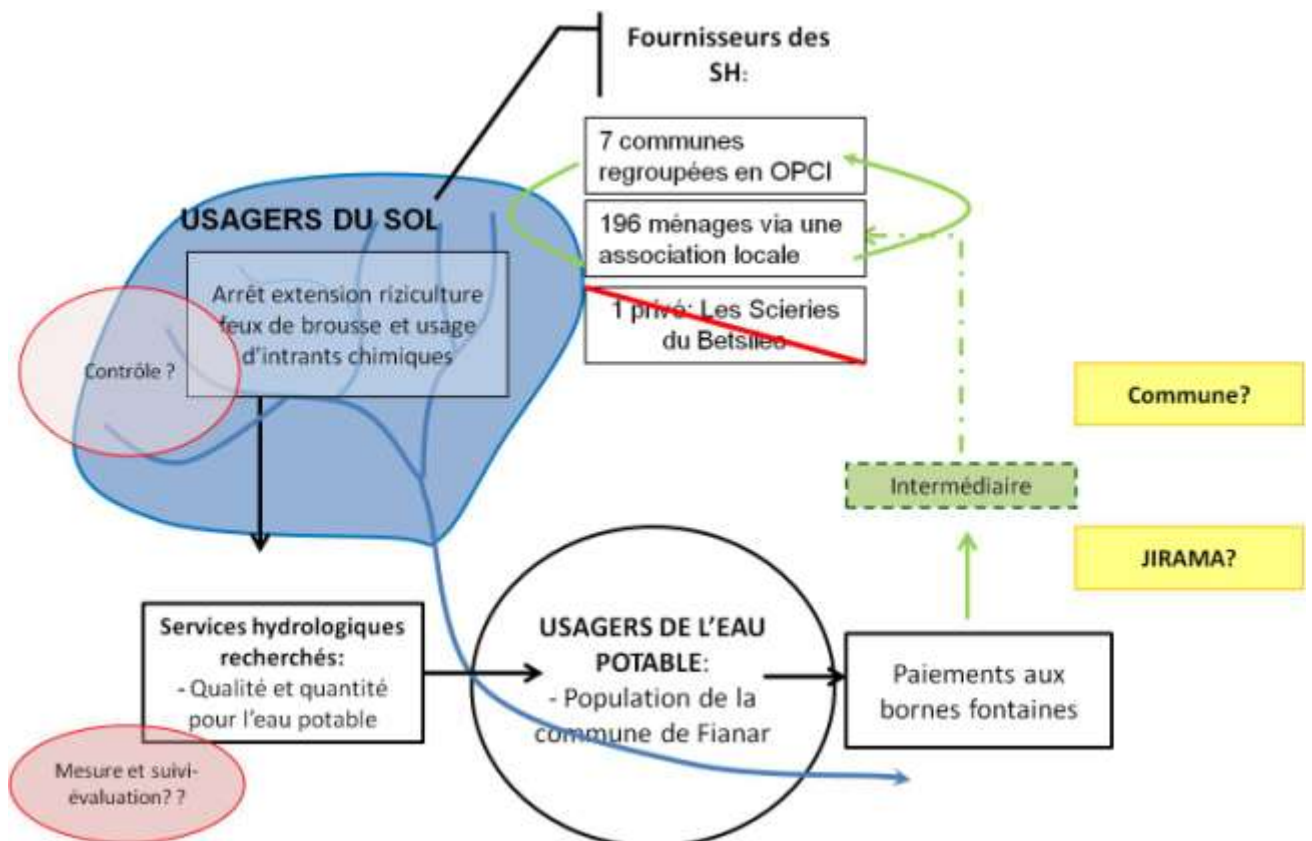 Fournisseurs des
SH:
7 communes
regroupées en OPCI
196 ménages via une
association locale
1 privé: Les Scieries
du Betsileo
USAGERS DU SOL
Arrêt extension riziculture
feux de brousse et usage
d'intrants chimiques
Contrôle ?
Commune?
Intermédiaire
JIRAMA?
Services hydrologiques
recherchés:
- Qualité et quantité
pour l'eau potable
USAGERS DE L'EAU
POTABLE:
- Population de la
commune de Fianar
Paiements aux
bornes fontaines
Mesure et suivi-
évaluation? ?